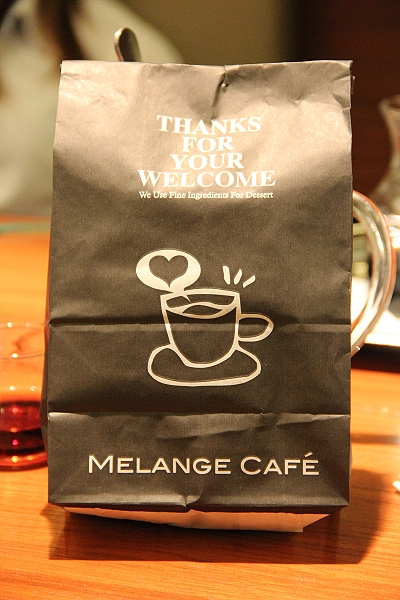 THANKS
FOR
YOUR
WELCOME
We Use Fine Ingredients For Dessert
MELANGE CAFÉ